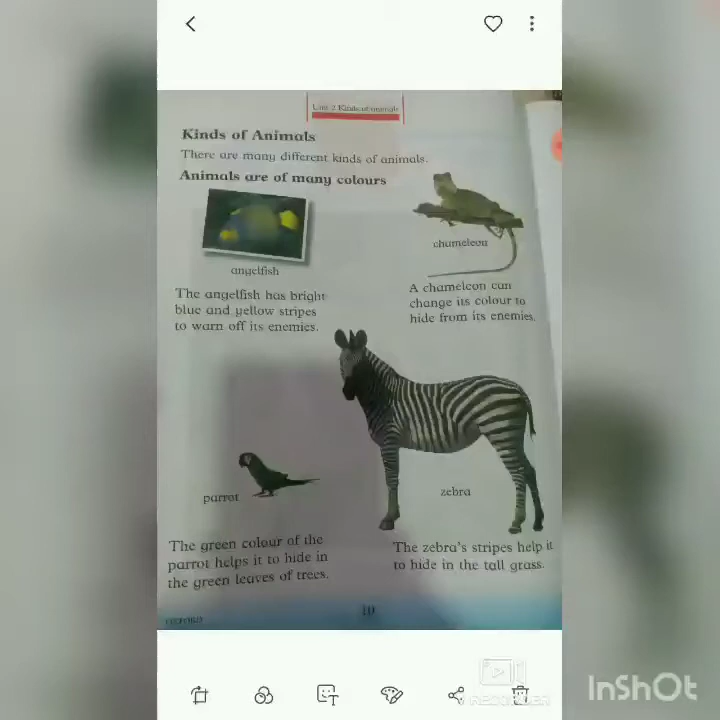 Unit 2 Kinds of animals
Kinds of Animals
There are many different kinds of animals.
Animals are of many colours
angelfish
The angelfish has bright
blue and yellow stripes
to warn off its enemies.
chameleon
A chameleon can
change its colour to
hide from its enemies.
parrot
The green colour of the
parrot helps it to hide in
the green leaves of trees.
zebra
The zebra's stripes help it
to hide in the tall grass.
OXFORD
10
T
RECORDER
InShOt